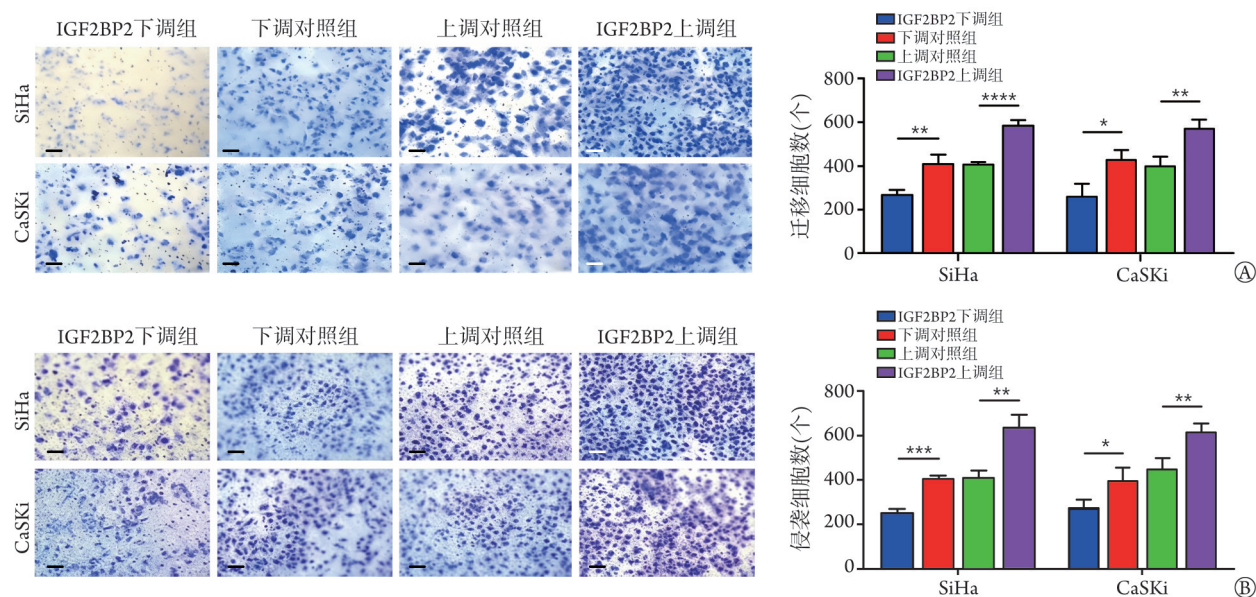 IGF2BP2下调组 下调对照组 上调对照组 IGF2BP2上调组
SiHa
CaSKi
IGF2BP2下调组
下调对照组
上调对照组
IGF2BP2上调组
迁移细胞数(个)
800
600
400
200
0
** **** * **
SiHa CaSKi
Ⓐ
IGF2BP2下调组 下调对照组 上调对照组 IGF2BP2上调组
SiHa
CaSKi
IGF2BP2下调组
下调对照组
上调对照组
IGF2BP2上调组
侵袭细胞数(个)
800
600
400
200
0
*** ** * **
SiHa CaSKi
Ⓑ